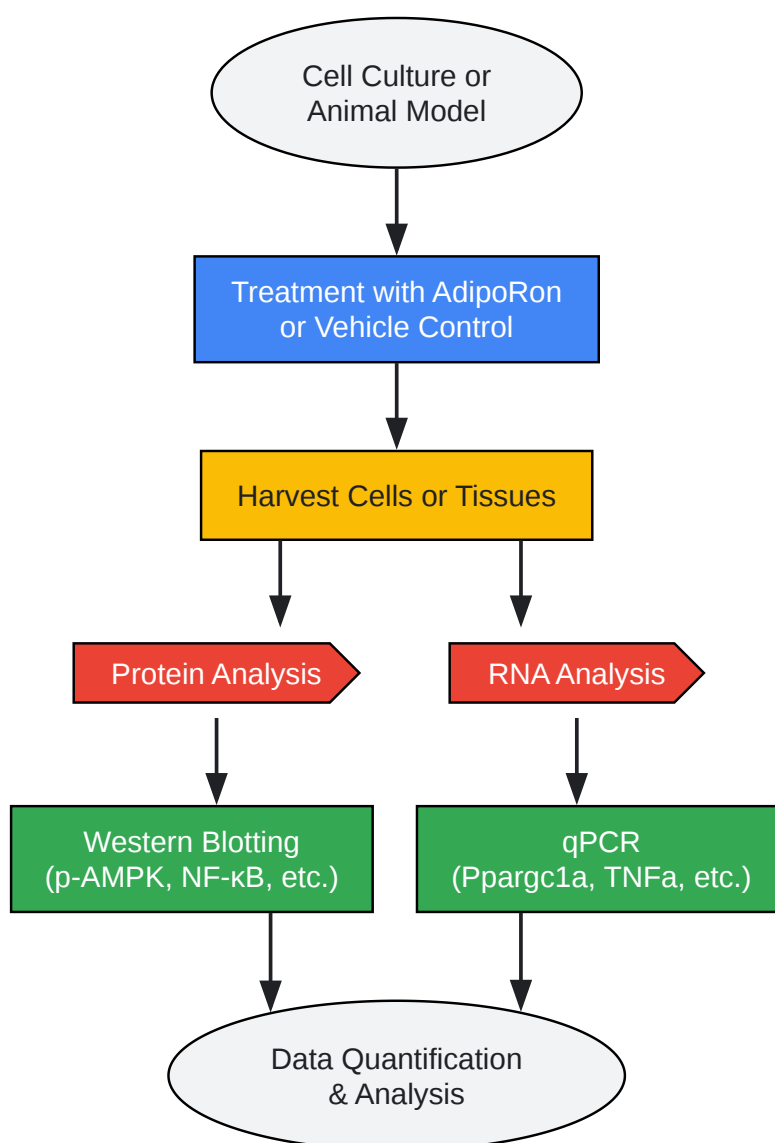 Cell Culture or
Animal Model
Treatment with AdipoRon
or Vehicle Control
Harvest Cells or Tissues
Protein Analysis
RNA Analysis
Western Blotting
(p-AMPK, NF-κB, etc.)
qPCR
(Ppargc1a, TNFa, etc.)
Data Quantification
& Analysis